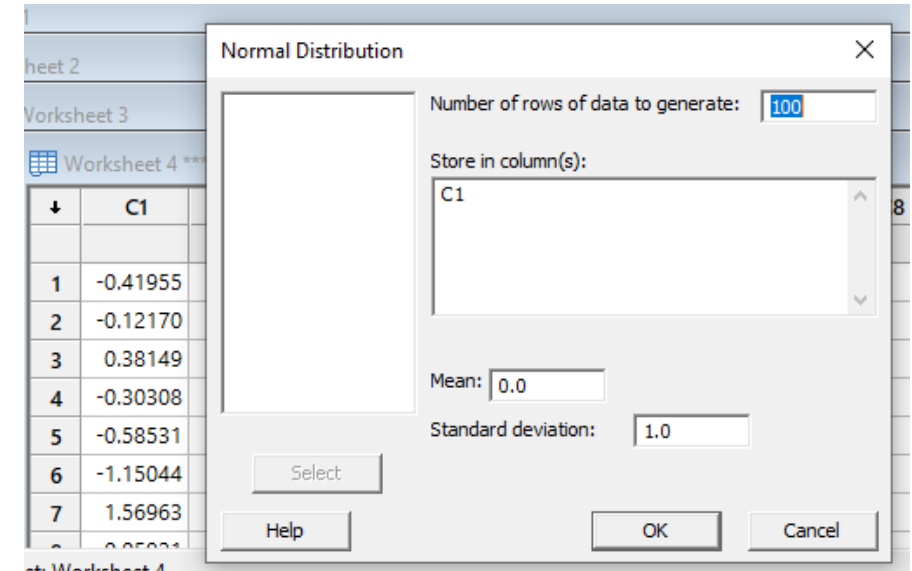 heet 2
Worksheet 3
Worksheet 4 ***
C1
8
1 -0.41955
2 -0.12170
3 0.38149
4 -0.30308
5 -0.58531
6 -1.15044
7 1.56963
Normal Distribution
Number of rows of data to generate: 100
Store in column(s):
C1
Mean: 0.0
Standard deviation: 1.0
Select
Help
OK
Cancel